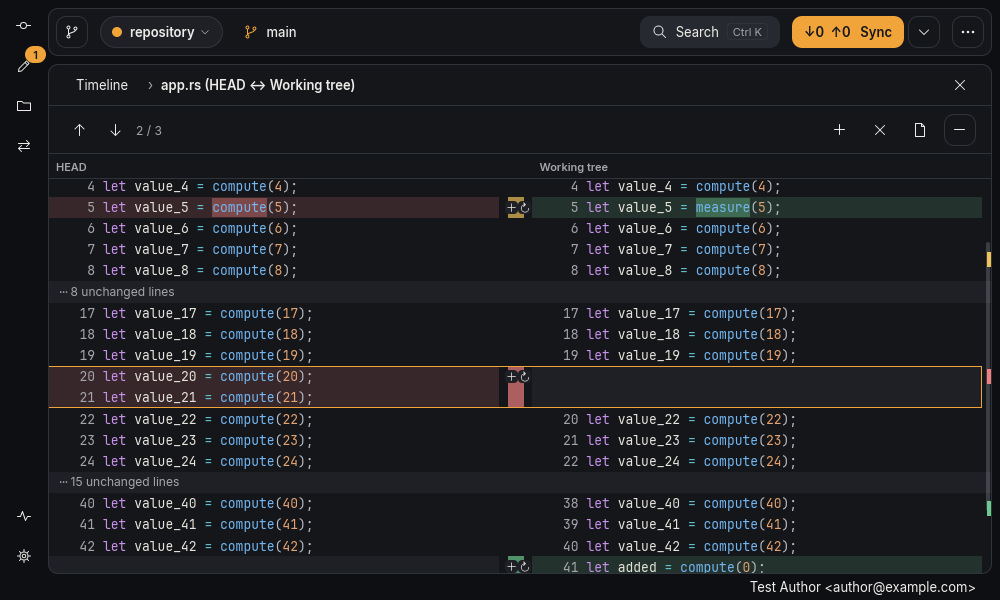 repository main Search Ctrl K ↓0 ↑0 Sync
1
Timeline › app.rs (HEAD ↔ Working tree)
2 / 3
HEAD Working tree
4 let value_4 = compute(4); 4 let value_4 = compute(4);
5 let value_5 = compute(5); 5 let value_5 = measure(5);
6 let value_6 = compute(6); 6 let value_6 = compute(6);
7 let value_7 = compute(7); 7 let value_7 = compute(7);
8 let value_8 = compute(8); 8 let value_8 = compute(8);
··· 8 unchanged lines
17 let value_17 = compute(17); 17 let value_17 = compute(17);
18 let value_18 = compute(18); 18 let value_18 = compute(18);
19 let value_19 = compute(19); 19 let value_19 = compute(19);
20 let value_20 = compute(20);
21 let value_21 = compute(21);
22 let value_22 = compute(22); 20 let value_22 = compute(22);
23 let value_23 = compute(23); 21 let value_23 = compute(23);
24 let value_24 = compute(24); 22 let value_24 = compute(24);
··· 15 unchanged lines
40 let value_40 = compute(40); 38 let value_40 = compute(40);
41 let value_41 = compute(41); 39 let value_41 = compute(41);
42 let value_42 = compute(42); 40 let value_42 = compute(42);
41 let added = compute(0);
Test Author <author@example.com>